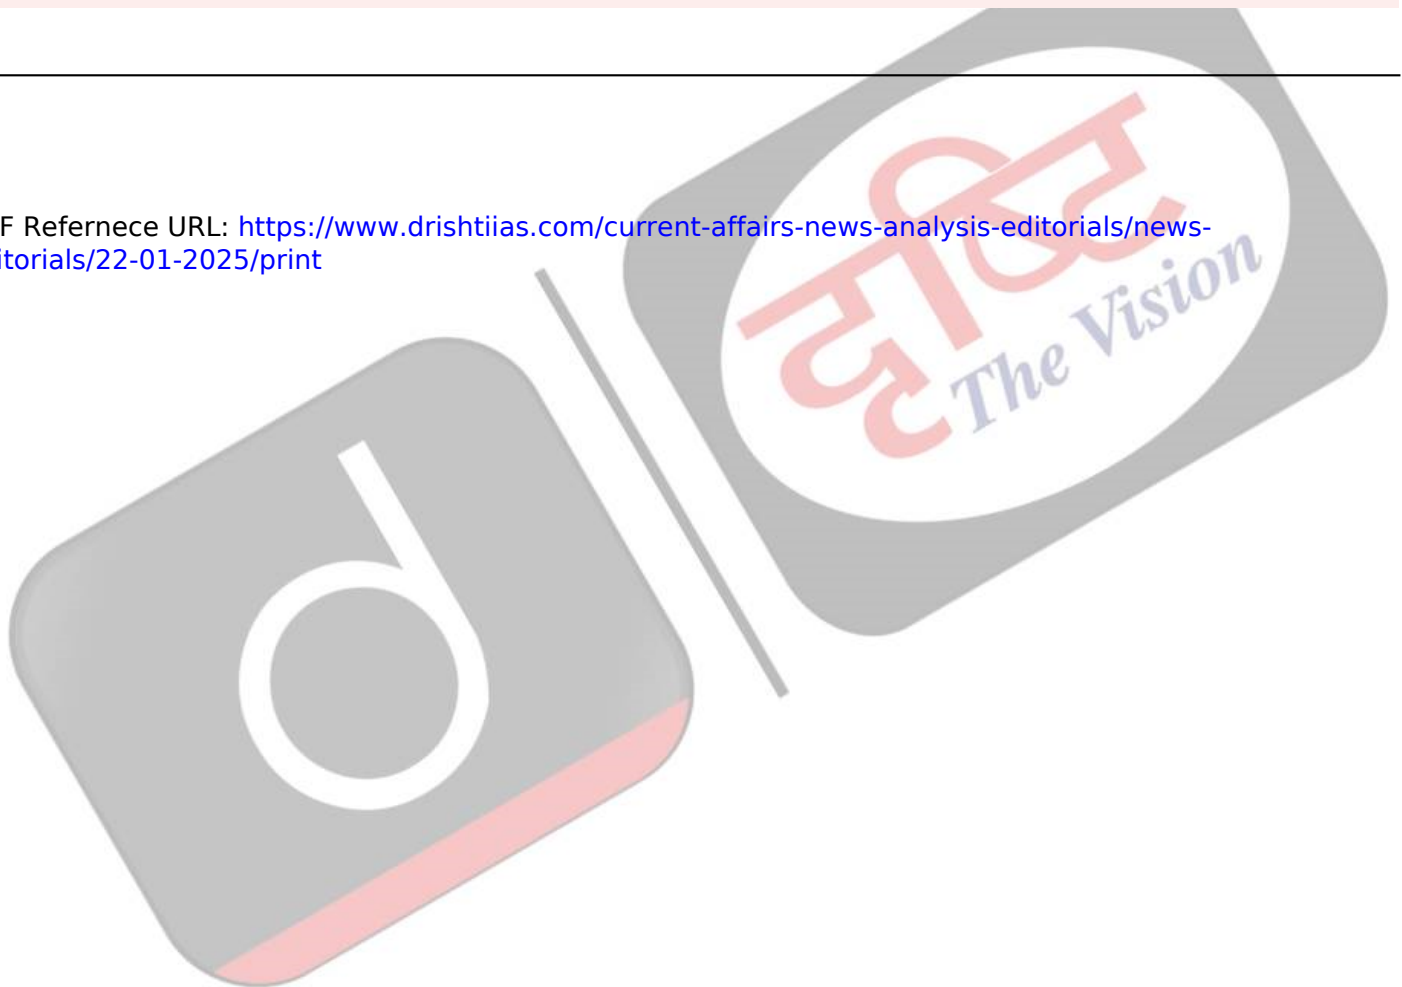 F Refernece URL: https://www.drishtiias.com/current-affairs-news-analysis-editorials/news-
itorials/22-01-2025/print
दृष्टि
The Vision
d